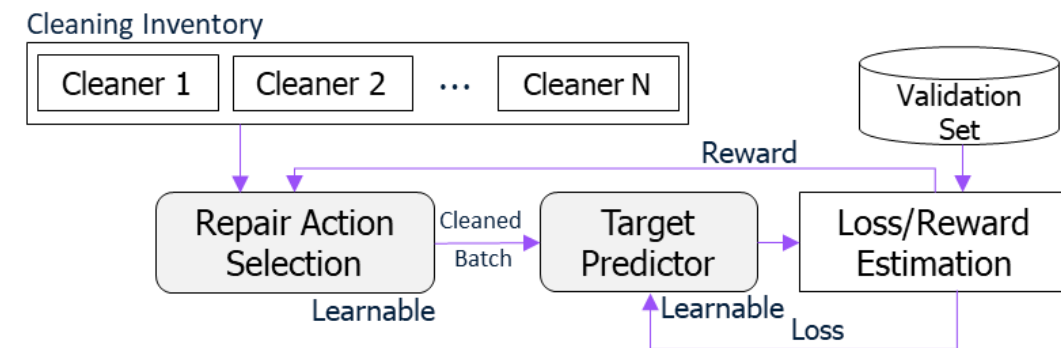 Cleaning Inventory
Cleaner 1
Cleaner 2
...
Cleaner N
Validation
Set
Reward
Repair Action
Selection
Cleaned
Batch
Target
Predictor
Loss/Reward
Estimation
Learnable
Learnable
Loss